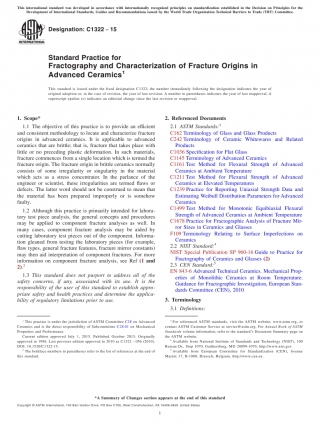 This international standard was developed in accordance with internationally recognized principles on standardization established in the Decision on Principles for the
Development of International Standards, Guides and Recommendations issued by the World Trade Organization Technical Barriers to Trade (TBT) Committee.
Designation: C1322 − 15
Standard Practice for
Fractography and Characterization of Fracture Origins in
Advanced Ceramics1
This standard is issued under the fixed designation C1322; the number immediately following the designation indicates the year of
original adoption or, in the case of revision, the year of last revision. A number in parentheses indicates the year of last reapproval. A
superscript epsilon (ε) indicates an editorial change since the last revision or reapproval.
1. Scope*
1.1 The objective of this practice is to provide an efficient
and consistent methodology to locate and characterize fracture
origins in advanced ceramics. It is applicable to advanced
ceramics that are brittle; that is, fracture that takes place with
little or no preceding plastic deformation. In such materials,
fracture commences from a single location which is termed the
fracture origin. The fracture origin in brittle ceramics normally
consists of some irregularity or singularity in the material
which acts as a stress concentrator. In the parlance of the
engineer or scientist, these irregularities are termed flaws or
defects. The latter word should not be construed to mean that
the material has been prepared improperly or is somehow
faulty.
1.2 Although this practice is primarily intended for labora-
tory test piece analysis, the general concepts and procedures
may be applied to component fracture analyses as well. In
many cases, component fracture analysis may be aided by
cutting laboratory test pieces out of the component. Informa-
tion gleaned from testing the laboratory pieces (for example,
flaw types, general fracture features, fracture mirror constants)
may then aid interpretation of component fractures. For more
information on component fracture analysis, see Ref (1 and
2).2
1.3 This standard does not purport to address all of the
safety concerns, if any, associated with its use. It is the
responsibility of the user of this standard to establish appro-
priate safety and health practices and determine the applica-
bility of regulatory limitations prior to use.
2. Referenced Documents
2.1 ASTM Standards:3
C162 Terminology of Glass and Glass Products
C242 Terminology of Ceramic Whitewares and Related
Products
C1036 Specification for Flat Glass
C1145 Terminology of Advanced Ceramics
C1161 Test Method for Flexural Strength of Advanced
Ceramics at Ambient Temperature
C1211 Test Method for Flexural Strength of Advanced
Ceramics at Elevated Temperatures
C1239 Practice for Reporting Uniaxial Strength Data and
Estimating Weibull Distribution Parameters for Advanced
Ceramics
C1499 Test Method for Monotonic Equibiaxial Flexural
Strength of Advanced Ceramics at Ambient Temperature
C1678 Practice for Fractographic Analysis of Fracture Mir-
ror Sizes in Ceramics and Glasses
F109 Terminology Relating to Surface Imperfections on
Ceramics
2.2 NIST Standard:4
NIST Special Publication SP 960-16 Guide to Practice for
Fractography of Ceramics and Glasses (2)
2.3 CEN Standard:5
EN 843-6 Advanced Technical Ceramics, Mechanical Prop-
erties of Monolithic Ceramics at Room Temperature,
Guidance for Fractographic Investigation, European Stan-
dards Committee (CEN), 2010
3. Terminology
3.1 Definitions:
1 This practice is under the jurisdiction of ASTM Committee C28 on Advanced
Ceramics and is the direct responsibility of Subcommittee on Mechanical
Properties and Performance.
Current edition approved July 1, 2015. Published October 2015. Originally
approved in 1996. Last previous edition approved in 2010 as C1322 – 05b (2010).
DOI: 10.1520/C1322-15.
2 The boldface numbers in parentheses refer to the list of references at the end of
this standard.
3 For referenced ASTM standards, visit the ASTM website, www.astm.org, or
contact ASTM Customer Service at service@astm.org. For Annual Book of ASTM
Standards volume information, refer to the standard's Document Summary page on
the ASTM website.
4 Available from National Institute of Standards and Technology (NIST), 100
Bureau Dr., Stop 1070, Gaithersburg, MD 20899-1070, http://www.nist.gov.
5 Available from European Committee for Standardization (CEN), Avenue
Marnix 17, B-1000, Brussels, Belgium, http://www.cen.eu.
*A Summary of Changes section appears at the end of this standard
Copyright © ASTM International, 100 Barr Harbor Drive, PO Box C700, West Conshohocken, PA 19428-2959. United States
1